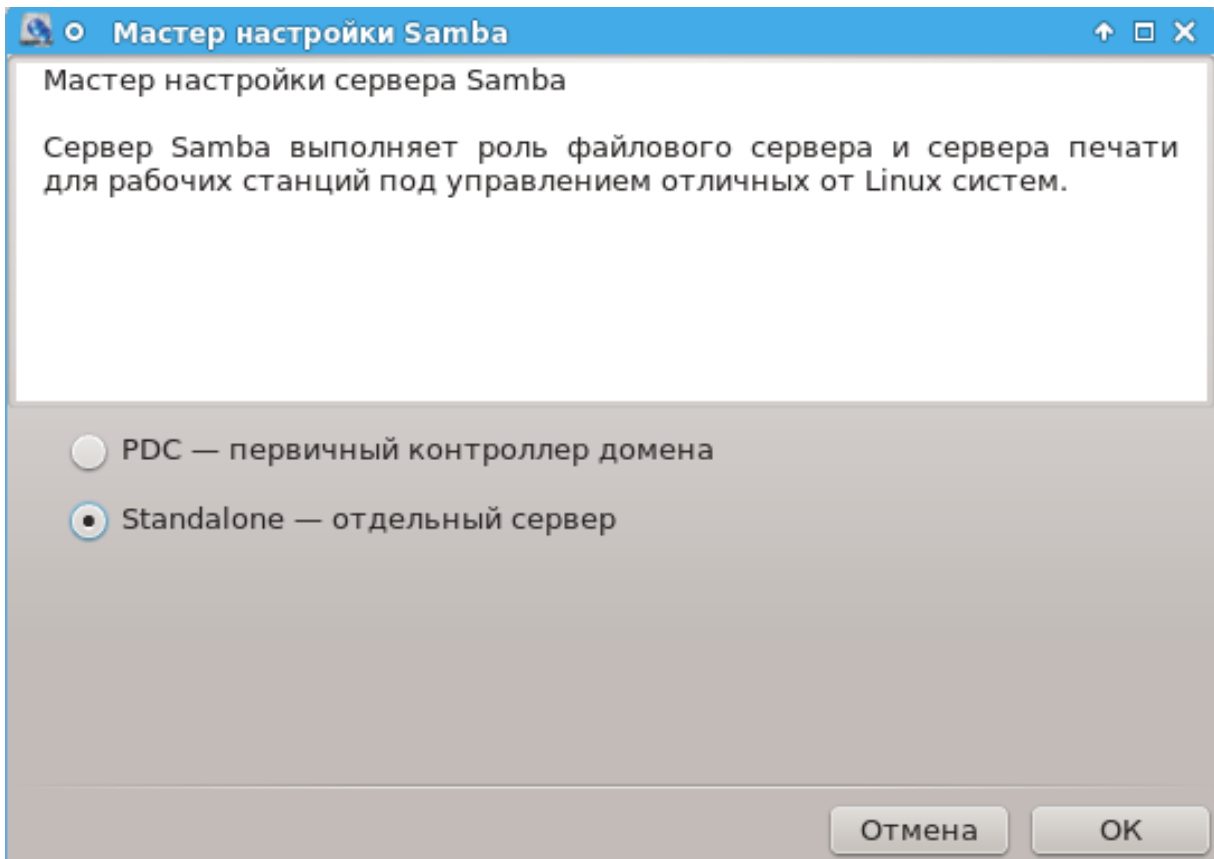 Мастер настройки Samba
Мастер настройки сервера Samba
Сервер Samba выполняет роль файлового сервера и сервера печати
для рабочих станций под управлением отличных от Linux систем.
PDC — первичный контроллер домена
Standalone — отдельный сервер
Отмена
OK